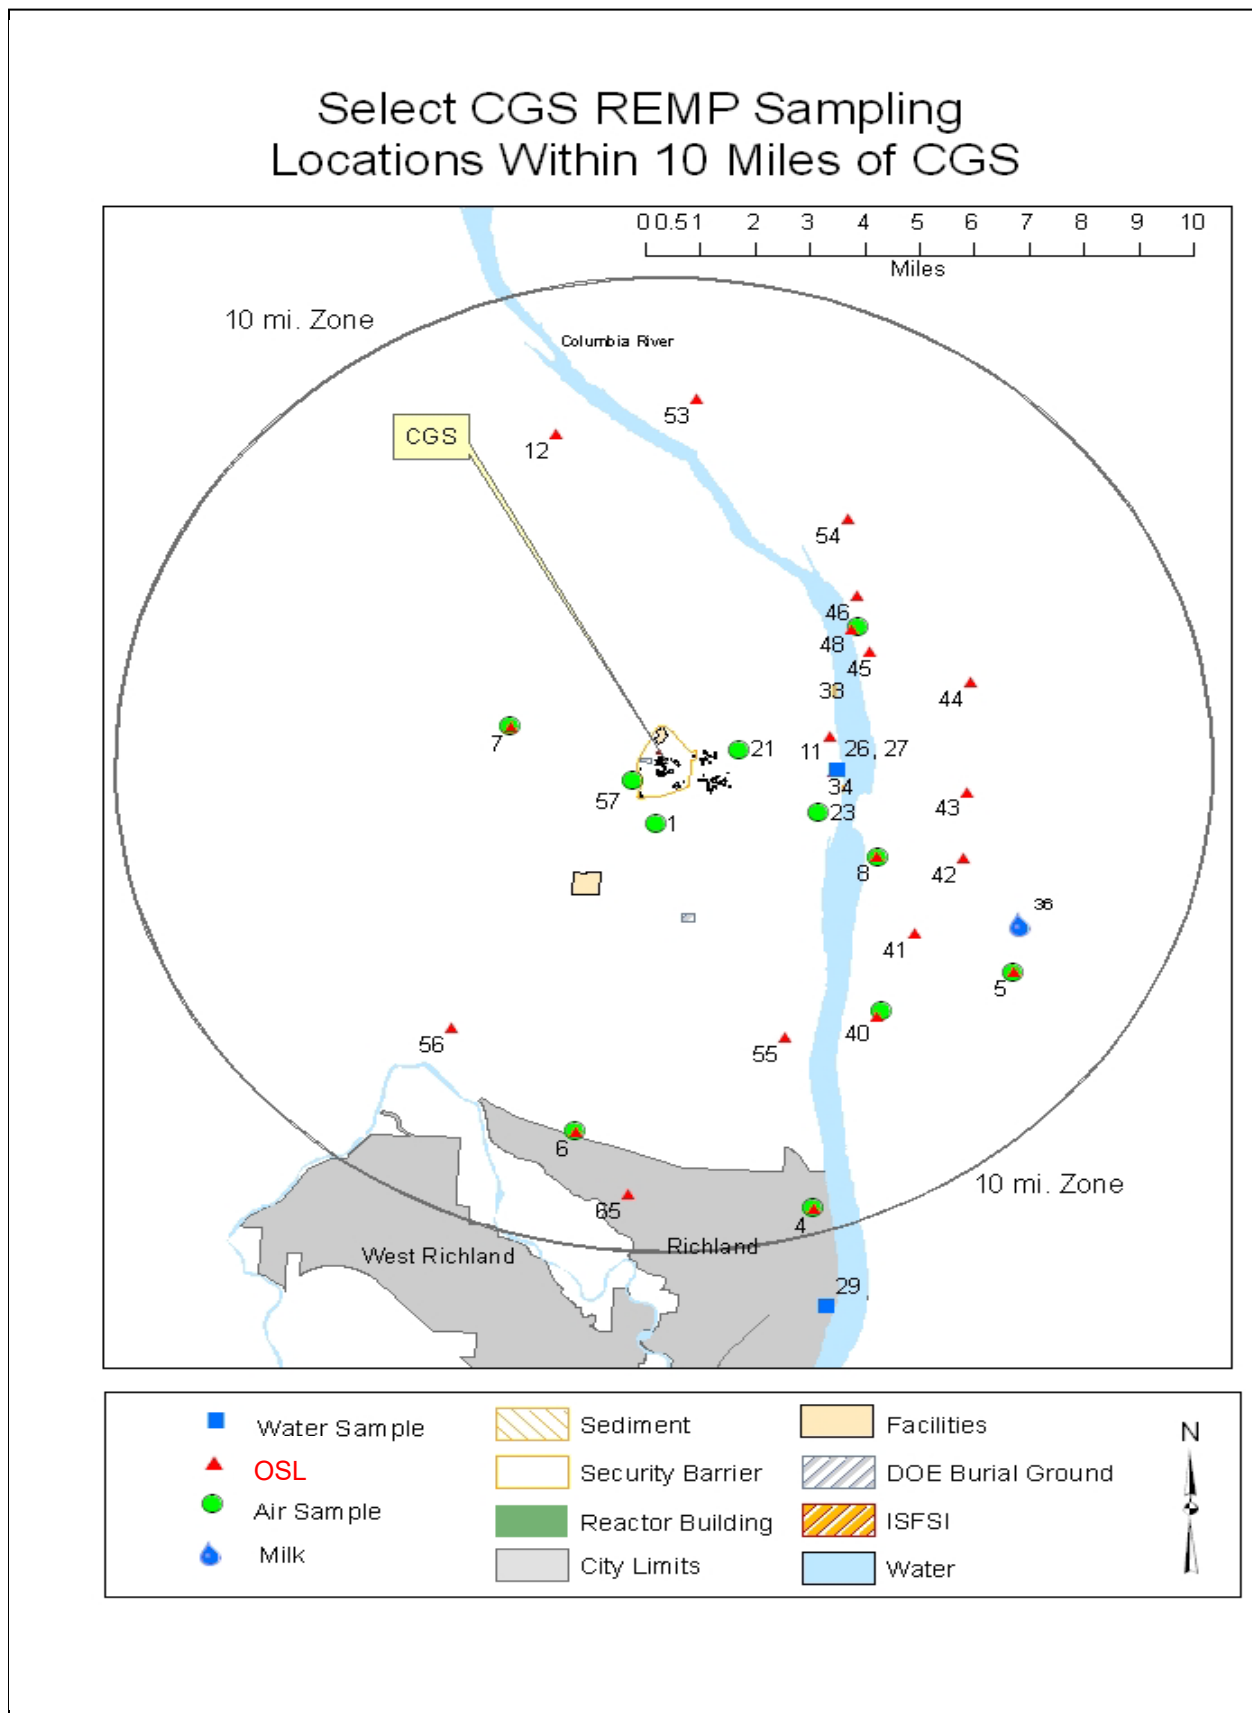 Select CGS REMP Sampling
Locations Within 10 Miles of CGS
0 0.5 1 2 3 4 5 6 7 8 9 10
Miles
10 mi. Zone
Columbia River
53
CGS
12
54
46
48
45
44
33
7
21
11
26, 27
57
34
43
1
23
8
42
36
41
5
40
56
55
6
10 mi. Zone
65
4
West Richland
Richland
29,
Water Sample
OSL
Air Sample
Milk
Sediment
Security Barrier
Reactor Building
City Limits
Facilities
DOE Burial Ground
ISFSI
Water
N